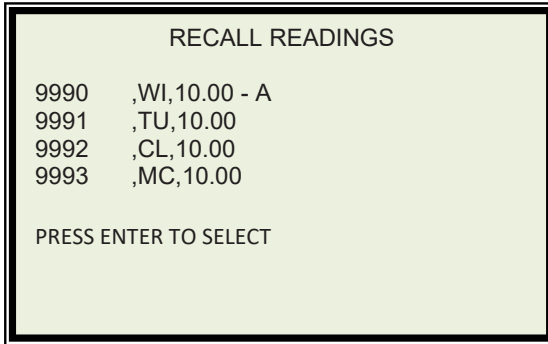 RECALL READINGS
9990 ,WI,10.00 - A
9991 ,TU,10.00
9992 ,CL,10.00
9993 ,MC,10.00
PRESS ENTER TO SELECT